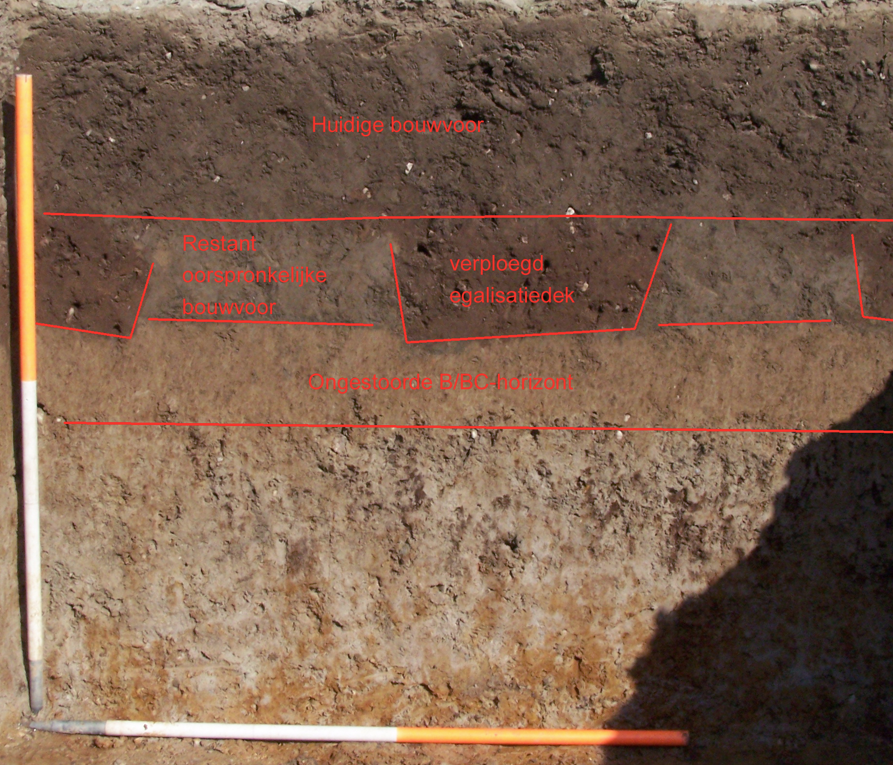 Huidige bouwvoor
Restant
oorspronkelijke
bouwvoor
verploegd
egalisatiedek
Ongestoorde B/BC-horizont